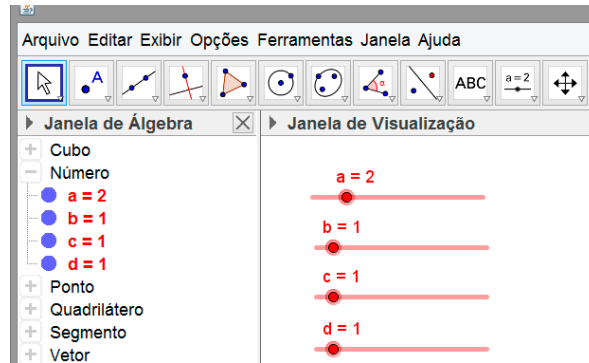 Arquivo Editar Exibir Opções Ferramentas Janela Ajuda
A α ABC a = 2
Janela de Álgebra
Janela de Visualização
Cubo
Número
a = 2
b = 1
c = 1
d = 1
Ponto
Quadrilátero
Segmento
Vetor
a = 2
b = 1
c = 1
d = 1